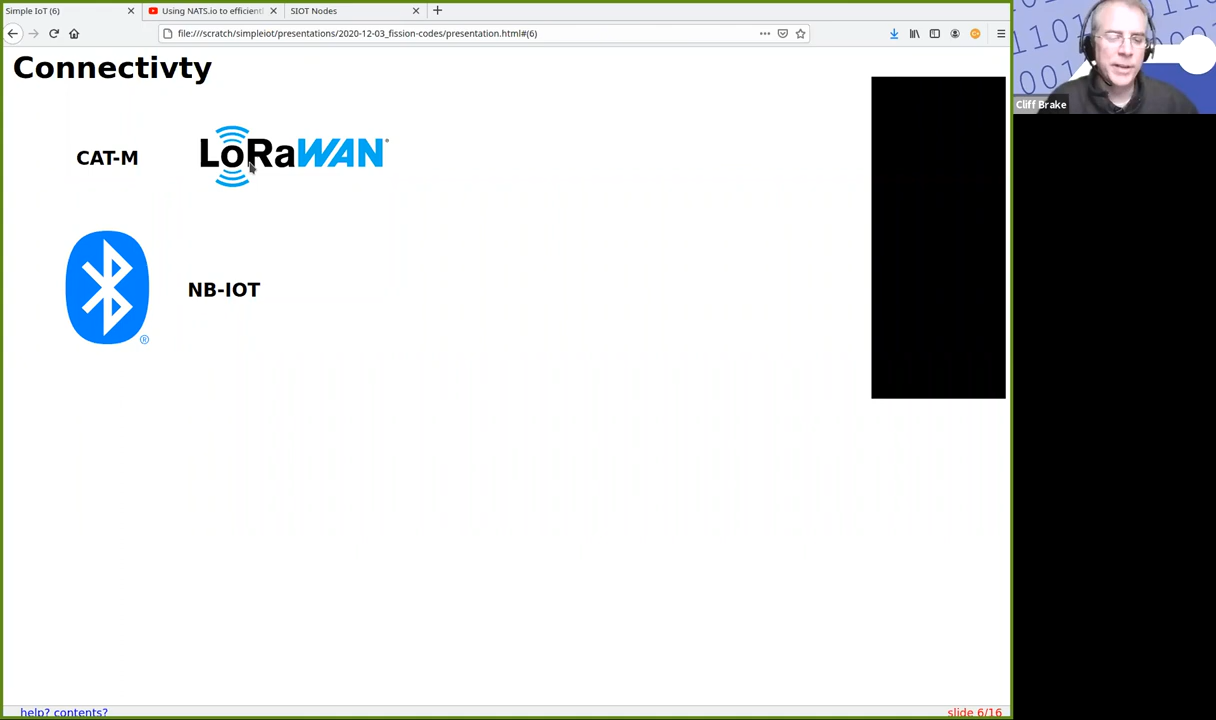 Simple IoT (6)
Using NATS.io to efficient
SIOT Nodes
file:///scratch/simpleiot/presentations/2020-12-03_fission-codes/presentation.html#(6)
Connectivty
CAT-M
LoRaWAN®
®
NB-IOT
Cliff Brake
help? contents?
slide 6/16